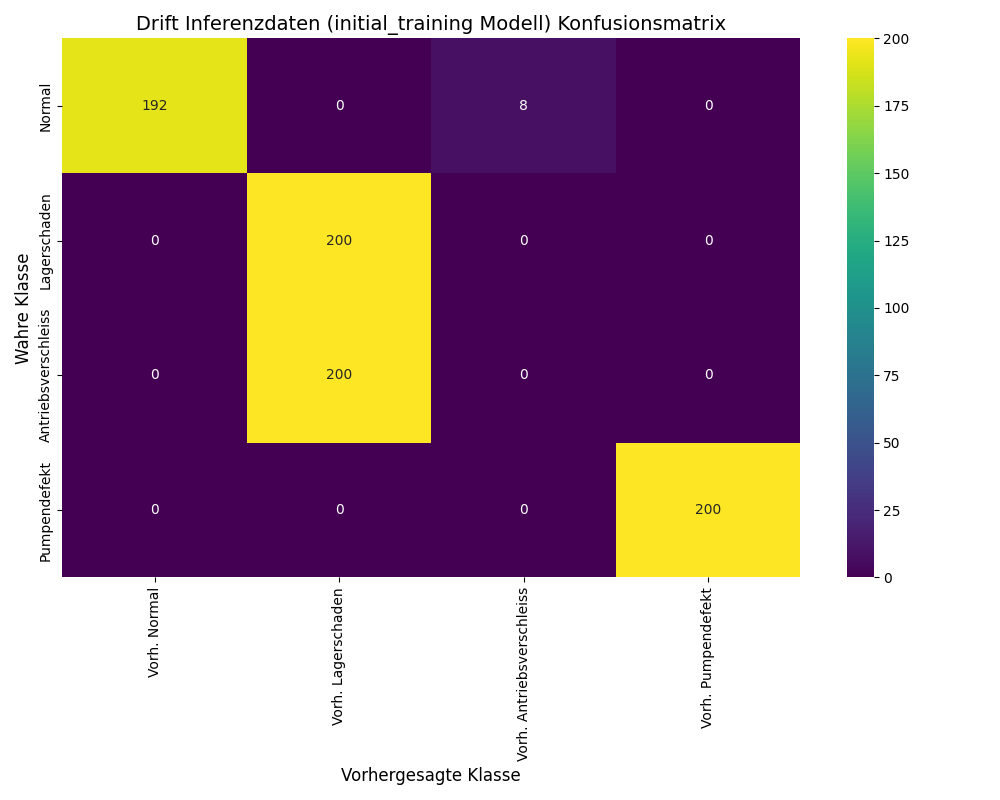 Drift Inferenzdaten (initial_training Modell) Konfusionsmatrix
Wahre Klasse
Normal
192 0 8 0
Lagerschaden
0 200 0 0
Antriebsverschleiss
0 200 0 0
Pumpendefekt
0 0 0 200
Vorh. Normal
Vorh. Lagerschaden
Vorh. Antriebsverschleiss
Vorh. Pumpendefekt
Vorhergesagte Klasse
200
175
150
125
100
75
50
25
0